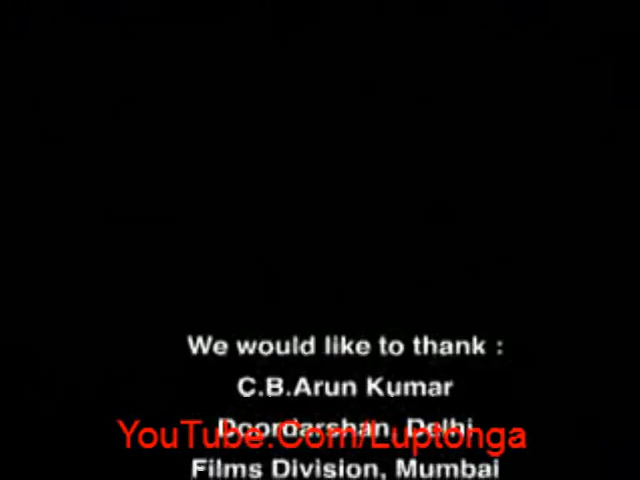 We would like to thank :
C.B.Arun Kumar
Doordarshan, Delhi
YouTube.Com/Luptonga
Films Division, Mumbai